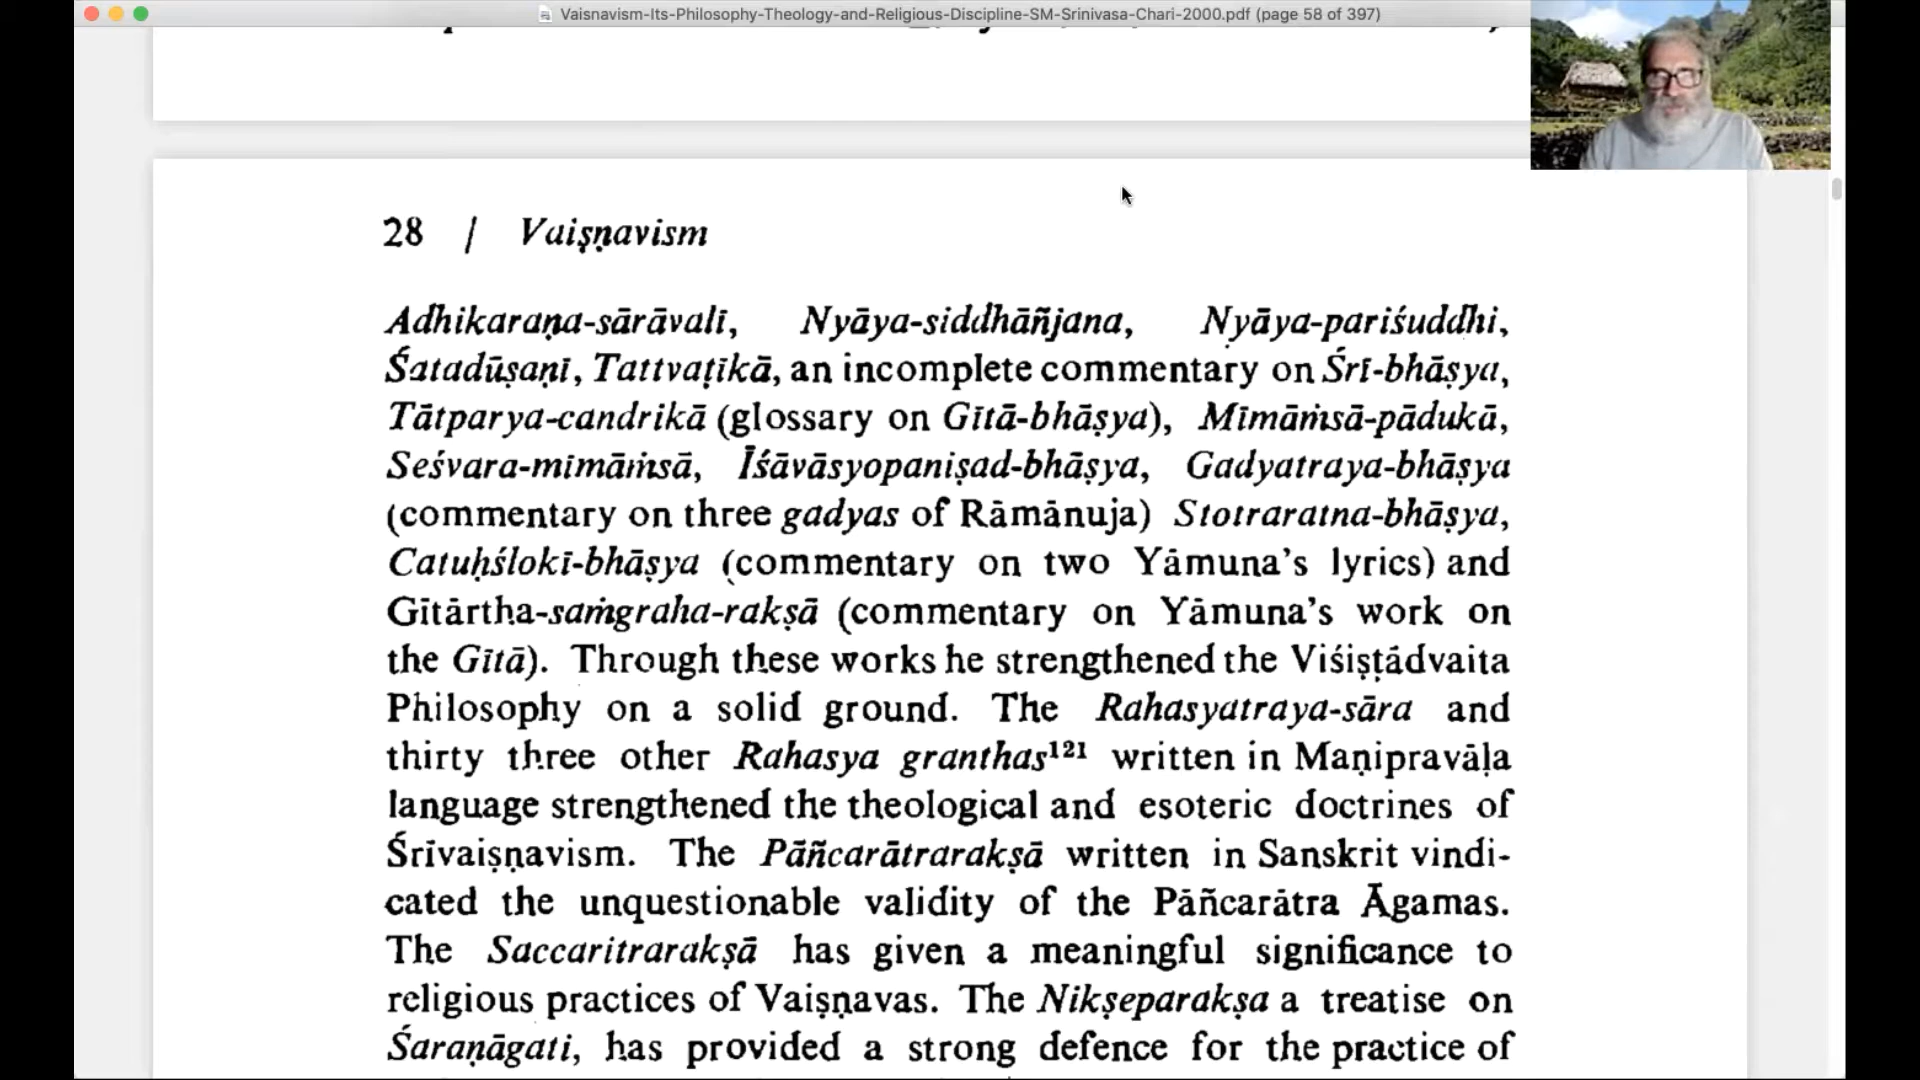 Vaisnavism-Its-Philosophy-Theology-and-Religious-Discipline-SM-Srinivasa-Chari-2000.pdf (page 58 of 397)
28 / Vaiṣṇavism
Adhikaraṇa-sārāvalī, Nyāya-siddhāñjana, Nyāya-pariśuddhi,
Śatadūṣaṇī, Tattvaṭikā, an incomplete commentary on Śrī-bhāṣya,
Tātparya-candrikā (glossary on Gītā-bhāṣya), Mīmāṁsā-pādukā,
Seśvara-mimāṁsā, Īśāvāsyopaniṣad-bhāṣya, Gadyatraya-bhāṣya
(commentary on three gadyas of Rāmānuja) Stotraratna-bhāṣya,
Catuḥślokī-bhāṣya (commentary on two Yāmuna's lyrics) and
Gītārtha-saṁgraha-rakṣā (commentary on Yāmuna's work on
the Gītā). Through these works he strengthened the Viśiṣṭādvaita
Philosophy on a solid ground. The Rahasyatraya-sāra and
thirty three other Rahasya granthas¹²¹ written in Maṇipravāḷa
language strengthened the theological and esoteric doctrines of
Śrīvaiṣṇavism. The Pāñcarātrarakṣā written in Sanskrit vindi-
cated the unquestionable validity of the Pāñcarātra Āgamas.
The Saccaritrarakṣā has given a meaningful significance to
religious practices of Vaiṣṇavas. The Nikṣeparakṣa a treatise on
Śaraṇāgati, has provided a strong defence for the practice of